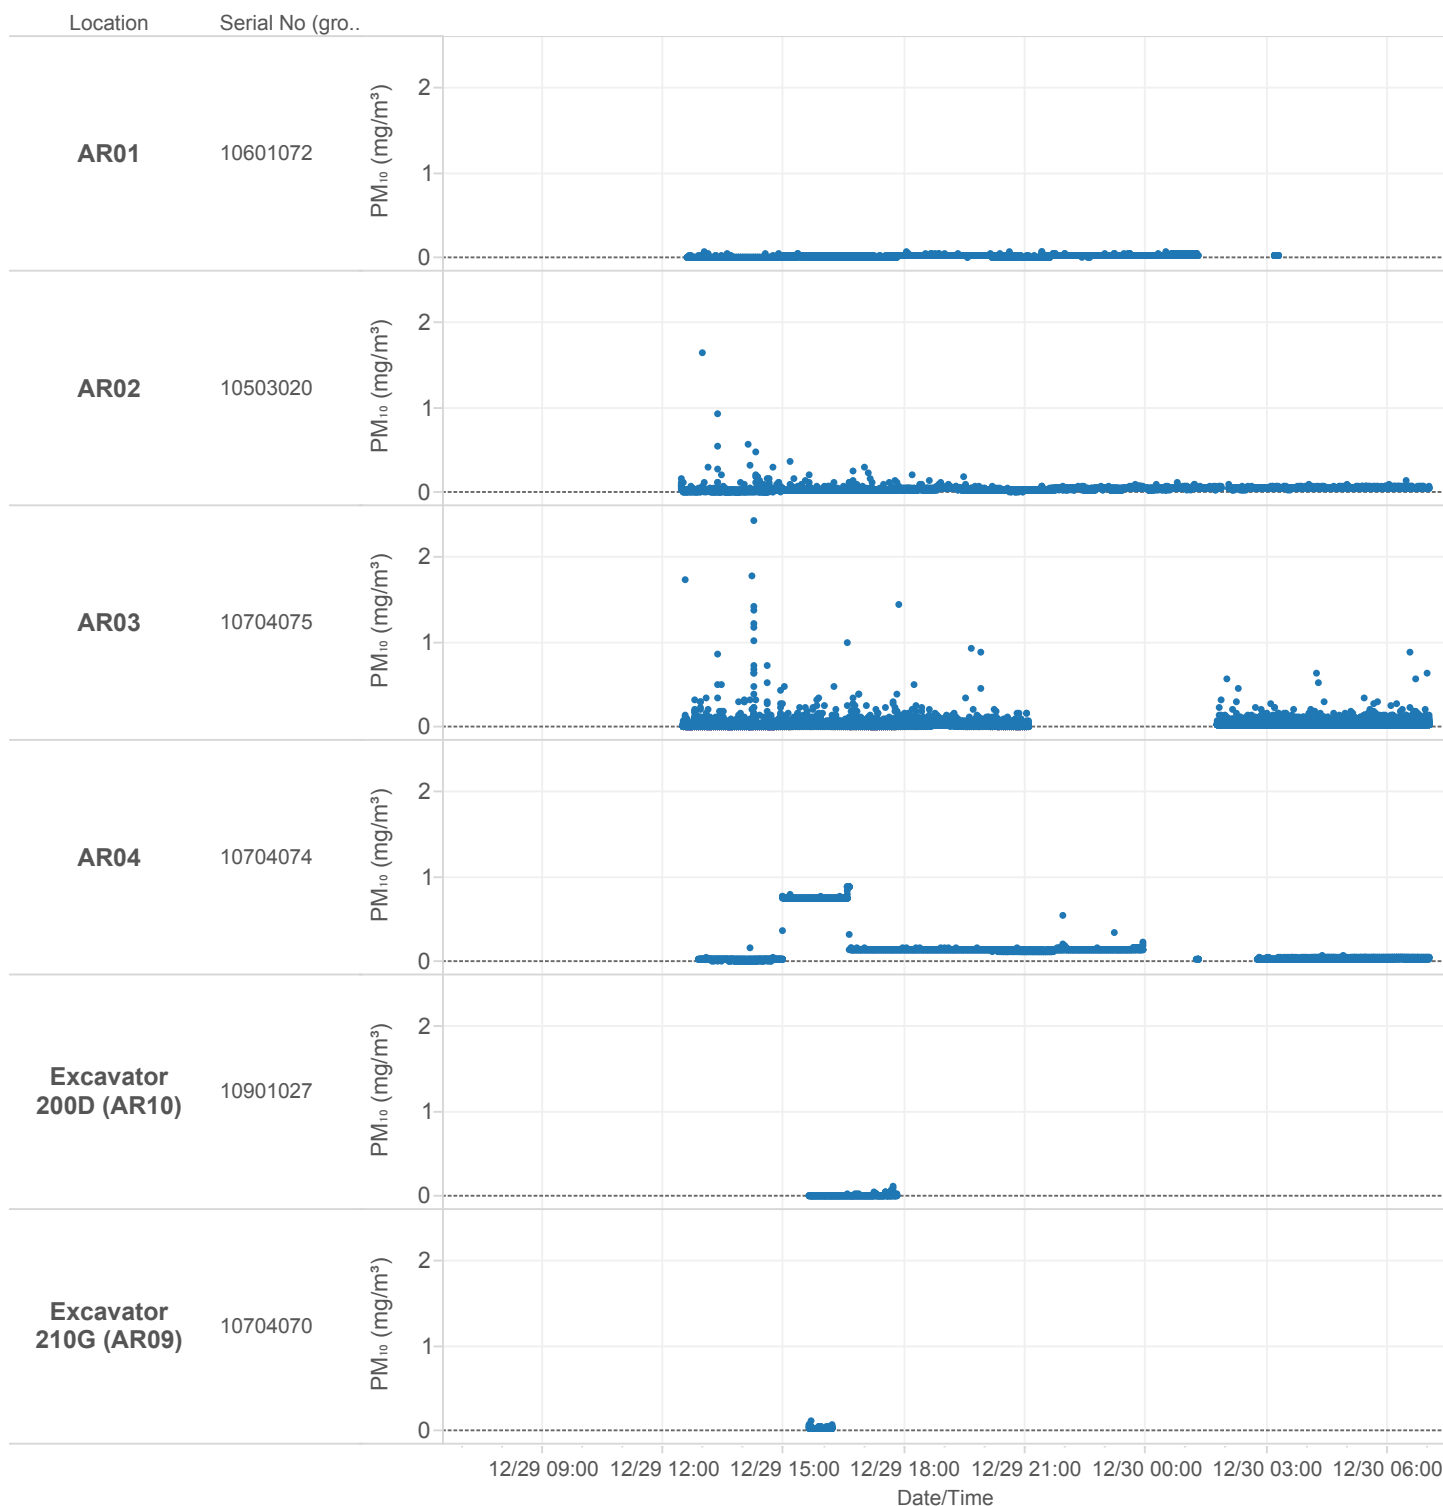 Location Serial No (gro..
AR01 10601072 PM₁₀ (mg/m³) 2 1 0
AR02 10503020 PM₁₀ (mg/m³) 2 1 0
AR03 10704075 PM₁₀ (mg/m³) 2 1 0
AR04 10704074 PM₁₀ (mg/m³) 2 1 0
Excavator
200D (AR10) 10901027 PM₁₀ (mg/m³) 2 1 0
Excavator
210G (AR09) 10704070 PM₁₀ (mg/m³) 2 1 0
12/29 09:00 12/29 12:00 12/29 15:00 12/29 18:00 12/29 21:00 12/30 00:00 12/30 03:00 12/30 06:00
Date/Time